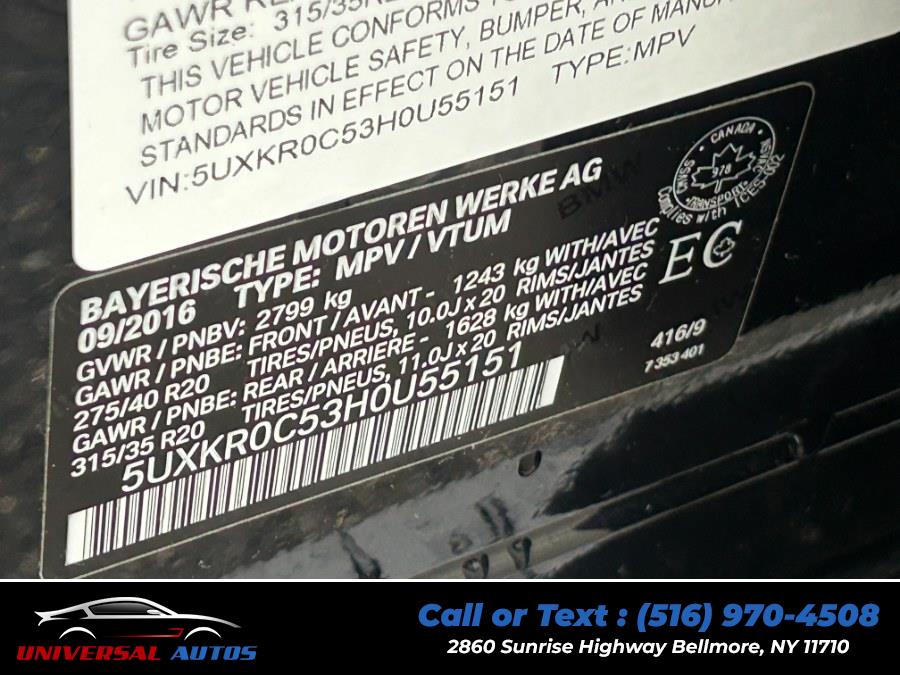 GAWR
Tire Size: 315/35R2
THIS VEHICLE CONFORMS
MOTOR VEHICLE SAFETY, BUMPER,
STANDARDS IN EFFECT ON THE DATE OF MANU
VIN:5UXKR0C53H0U55151 TYPE:MPV
BAYERISCHE MOTOREN WERKE AG
09/2016 TYPE: MPV / VTUM
GVWR / PNBV: 2799 kg
GAWR / PNBE: FRONT / AVANT - 1243 kg WITH/AVEC
275/40 R20 TIRES/PNEUS, 10.0J x 20 RIMS/JANTES
GAWR / PNBE: REAR / ARRIERE - 1628 kg WITH/AVEC
315/35 R20 TIRES/PNEUS, 11.0J x 20 RIMS/JANTES
5UXKR0C53H0U55151
CANADA
978
TRANSPORT
EC
416/9
7 353 401
BMW
UNIVERSAL AUTOS
Call or Text : (516) 970-4508
2860 Sunrise Highway Bellmore, NY 11710